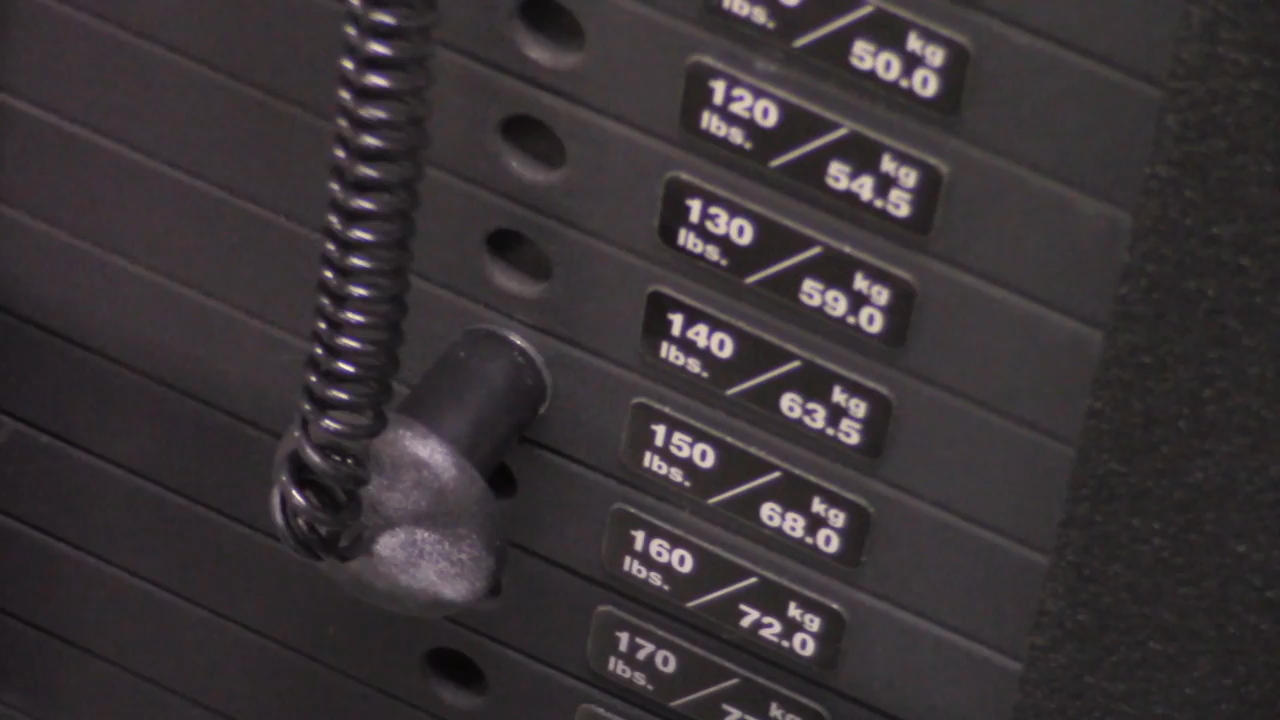 lbs.
kg
50.0
120
lbs.
kg
54.5
130
lbs.
kg
59.0
140
lbs.
kg
63.5
150
lbs.
kg
68.0
160
lbs.
kg
72.0
170
lbs.
kg